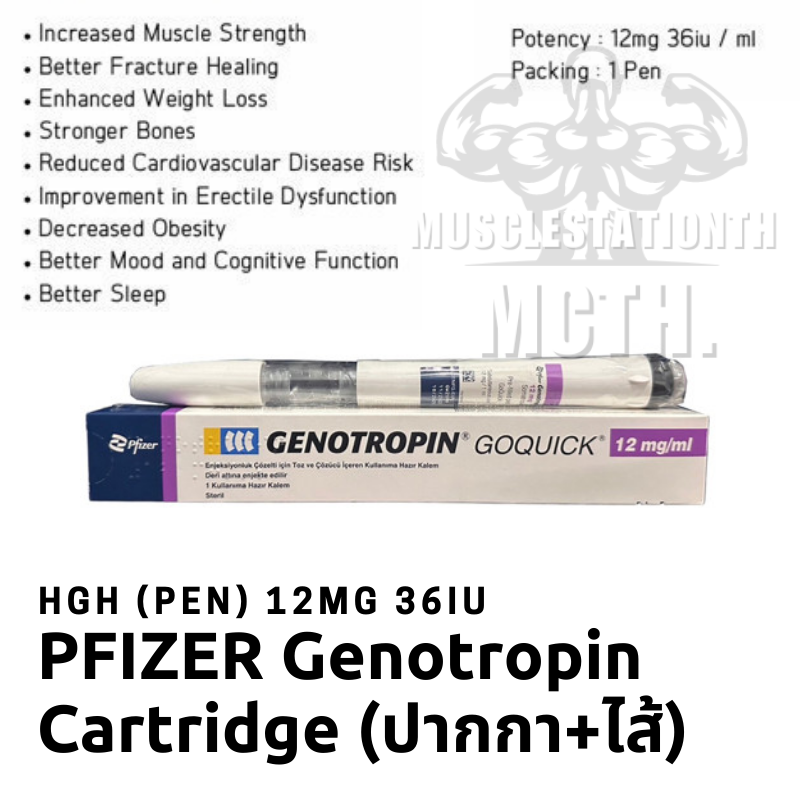 • Increased Muscle Strength
• Better Fracture Healing
• Enhanced Weight Loss
• Stronger Bones
• Reduced Cardiovascular Disease Risk
• Improvement in Erectile Dysfunction
• Decreased Obesity
• Better Mood and Cognitive Function
• Better Sleep
Potency : 12mg 36iu / ml
Packing : 1 Pen
MUSCLESTATIONTH
MCTH.
Pfizer
GENOTROPIN® GOQUICK® 12 mg/ml
Enjeksiyonluk Çözelti için Toz ve Çözücü İçeren Kullanıma Hazır Kalem
Deri altına enjekte edilir
1 Kullanıma Hazır Kalem
Steril
HGH (PEN) 12MG 36IU
PFIZER Genotropin
Cartridge (ปากกา+ไส้)